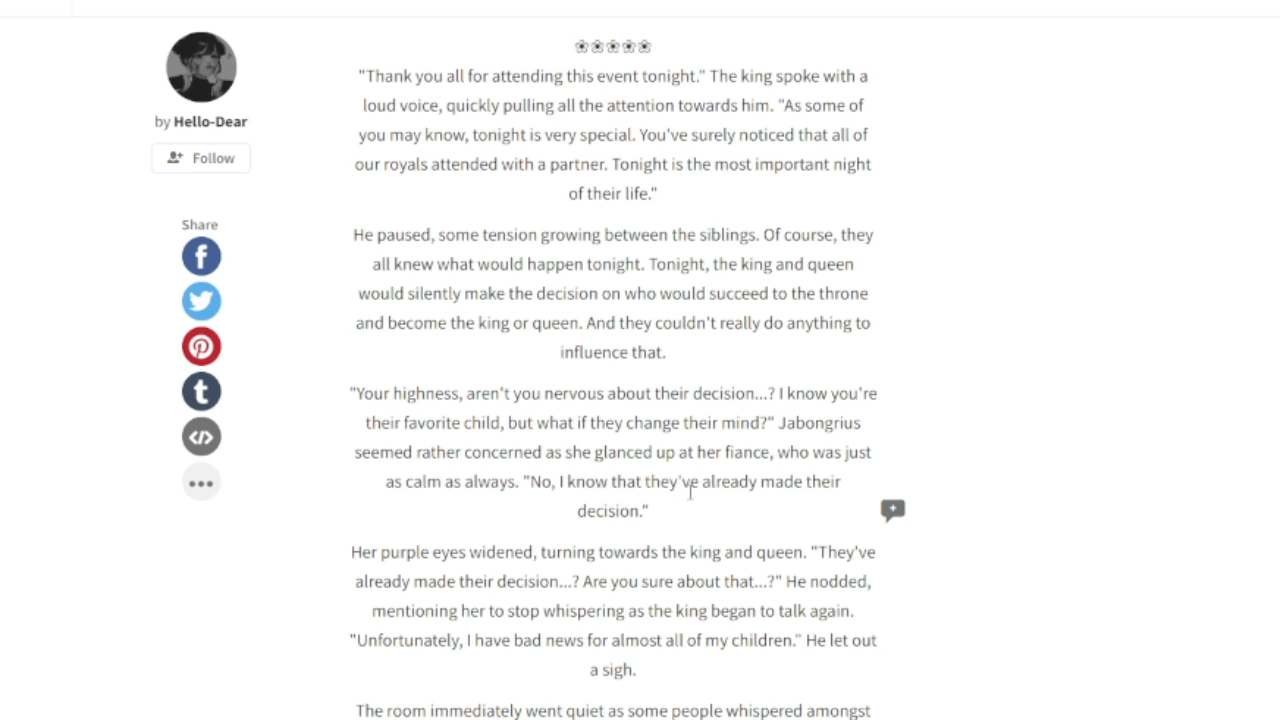 ❀❀❀❀❀
by Hello-Dear
Follow
Share
"Thank you all for attending this event tonight." The king spoke with a
loud voice, quickly pulling all the attention towards him. "As some of
you may know, tonight is very special. You've surely noticed that all of
our royals attended with a partner. Tonight is the most important night
of their life."
He paused, some tension growing between the siblings. Of course, they
all knew what would happen tonight. Tonight, the king and queen
would silently make the decision on who would succeed to the throne
and become the king or queen. And they couldn't really do anything to
influence that.
"Your highness, aren't you nervous about their decision...? I know you're
their favorite child, but what if they change their mind?" Jabongrius
seemed rather concerned as she glanced up at her fiance, who was just
as calm as always. "No, I know that they've already made their
decision."
Her purple eyes widened, turning towards the king and queen. "They've
already made their decision...? Are you sure about that...?" He nodded,
mentioning her to stop whispering as the king began to talk again.
"Unfortunately, I have bad news for almost all of my children." He let out
a sigh.
The room immediately went quiet as some people whispered amongst